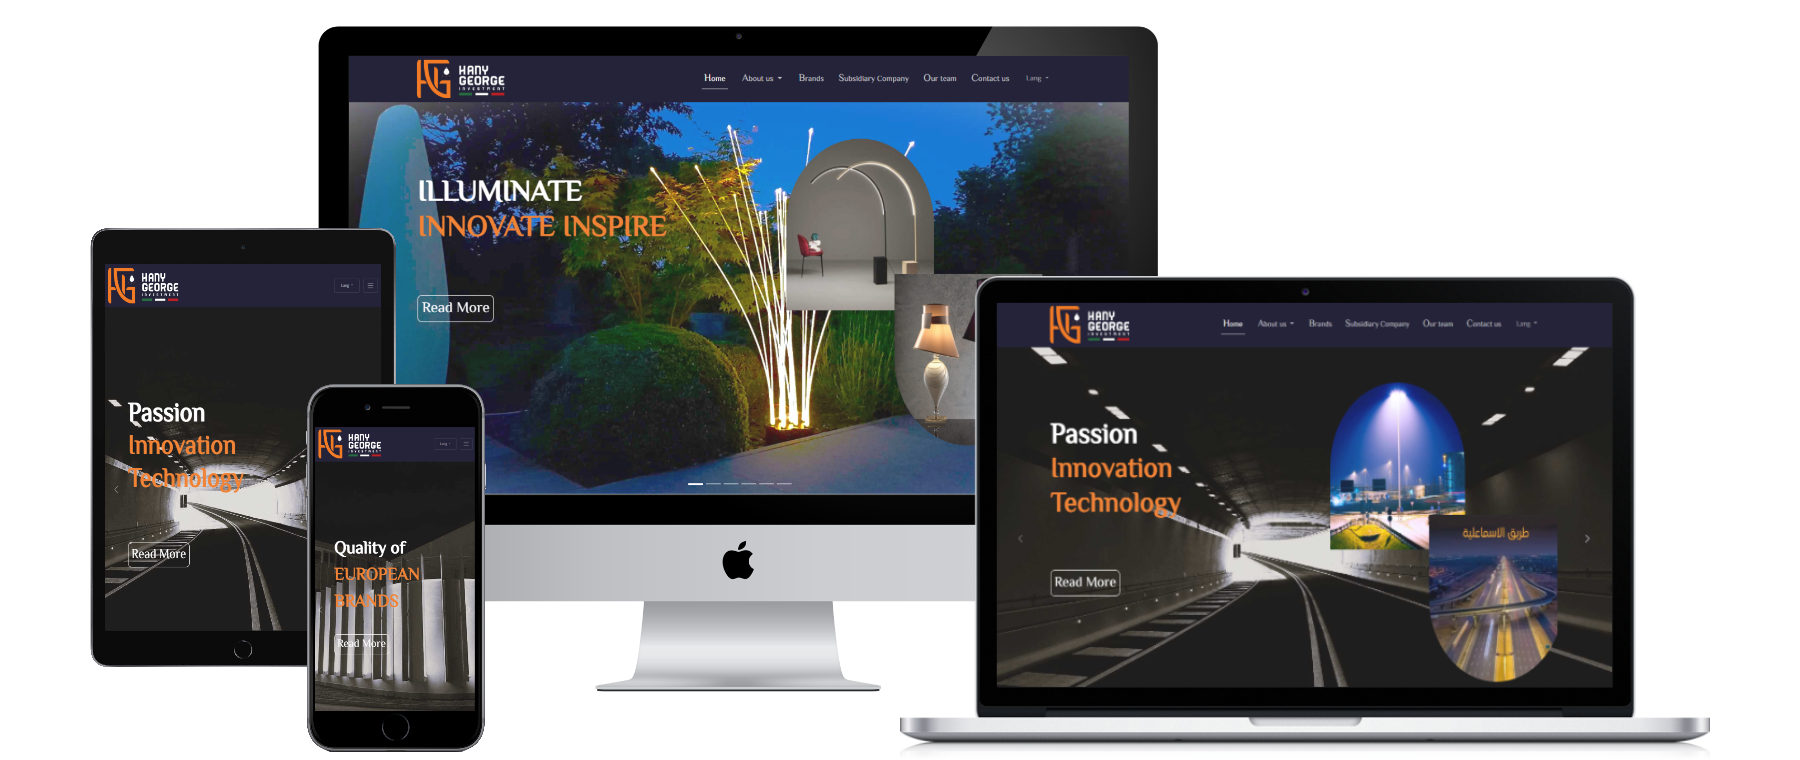 HANY
GEORGE
INVESTMENT
Home About us Brands Subsidiary Company Our team Contact us Lang
ILLUMINATE
INNOVATE INSPIRE
Read More
HANY
GEORGE
INVESTMENT
Lang
Passion
Innovation
Technology
Read More
HANY
GEORGE
INVESTMENT
Lang
Quality of
EUROPEAN
BRANDS
Read More
HANY
GEORGE
INVESTMENT
Home About us Brands Subsidiary Company Our team Contact us Lang
Passion
Innovation
Technology
طريق الاسماعلية
Read More